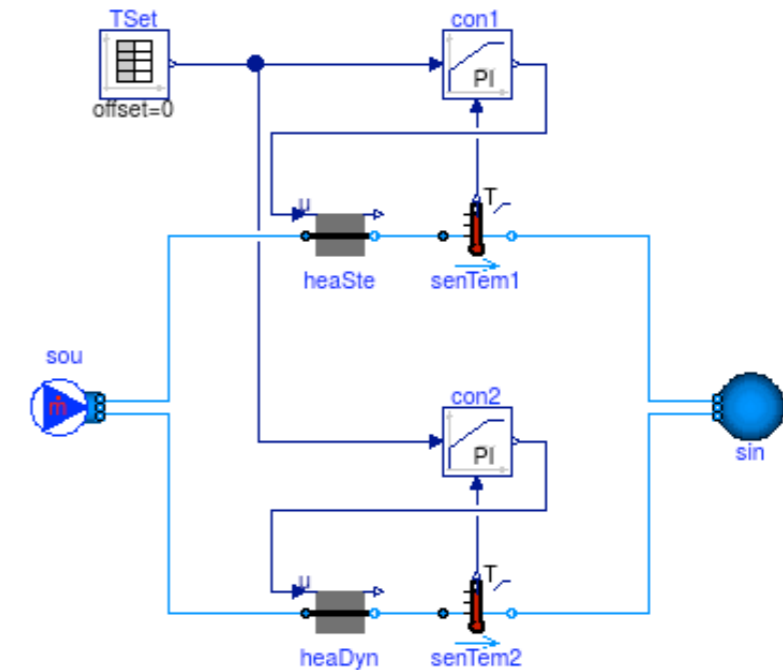 TSet
con1
PI
offset=0
u
T
heaSte
senTem1
sou
ṁ
con2
PI
sin
u
T
heaDyn
senTem2